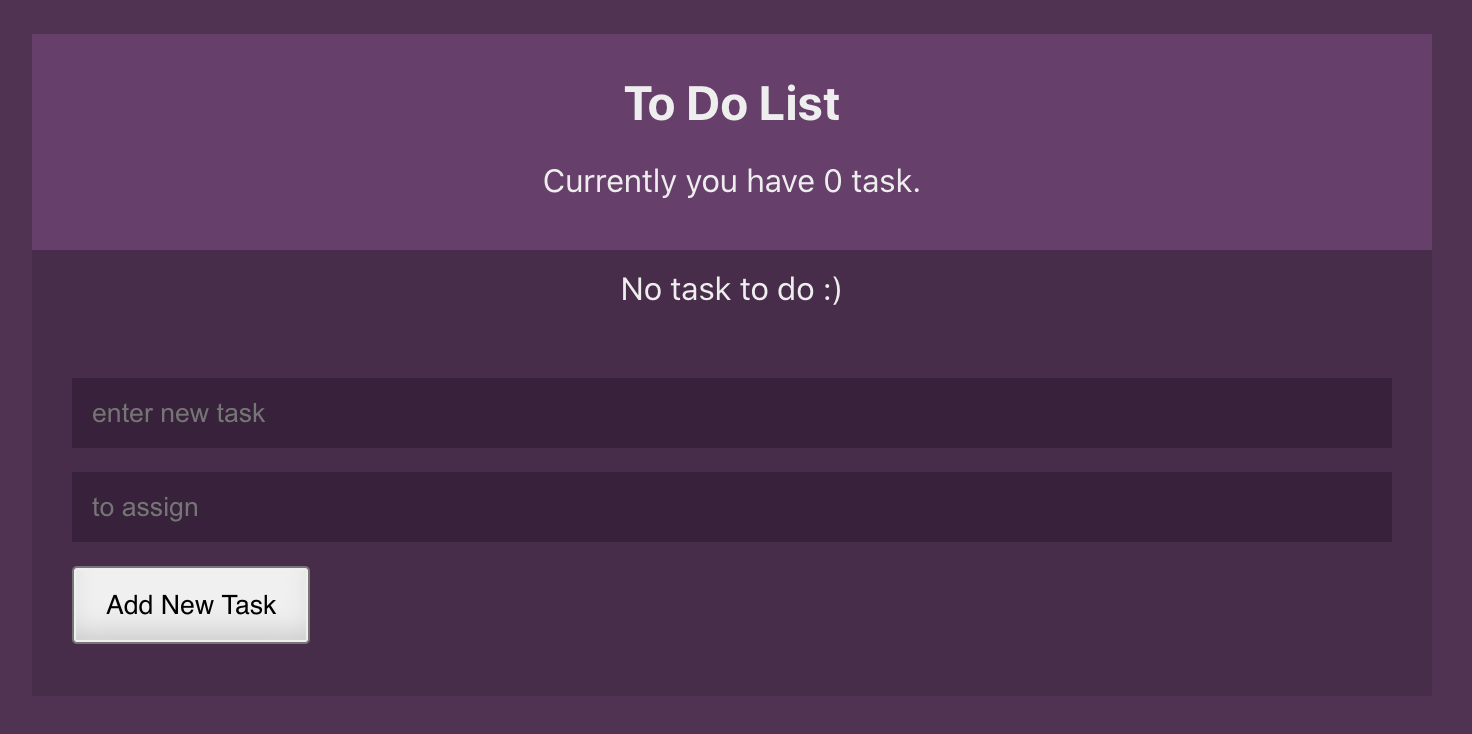 To Do List
Currently you have 0 task.
No task to do :)
enter new task
to assign
Add New Task